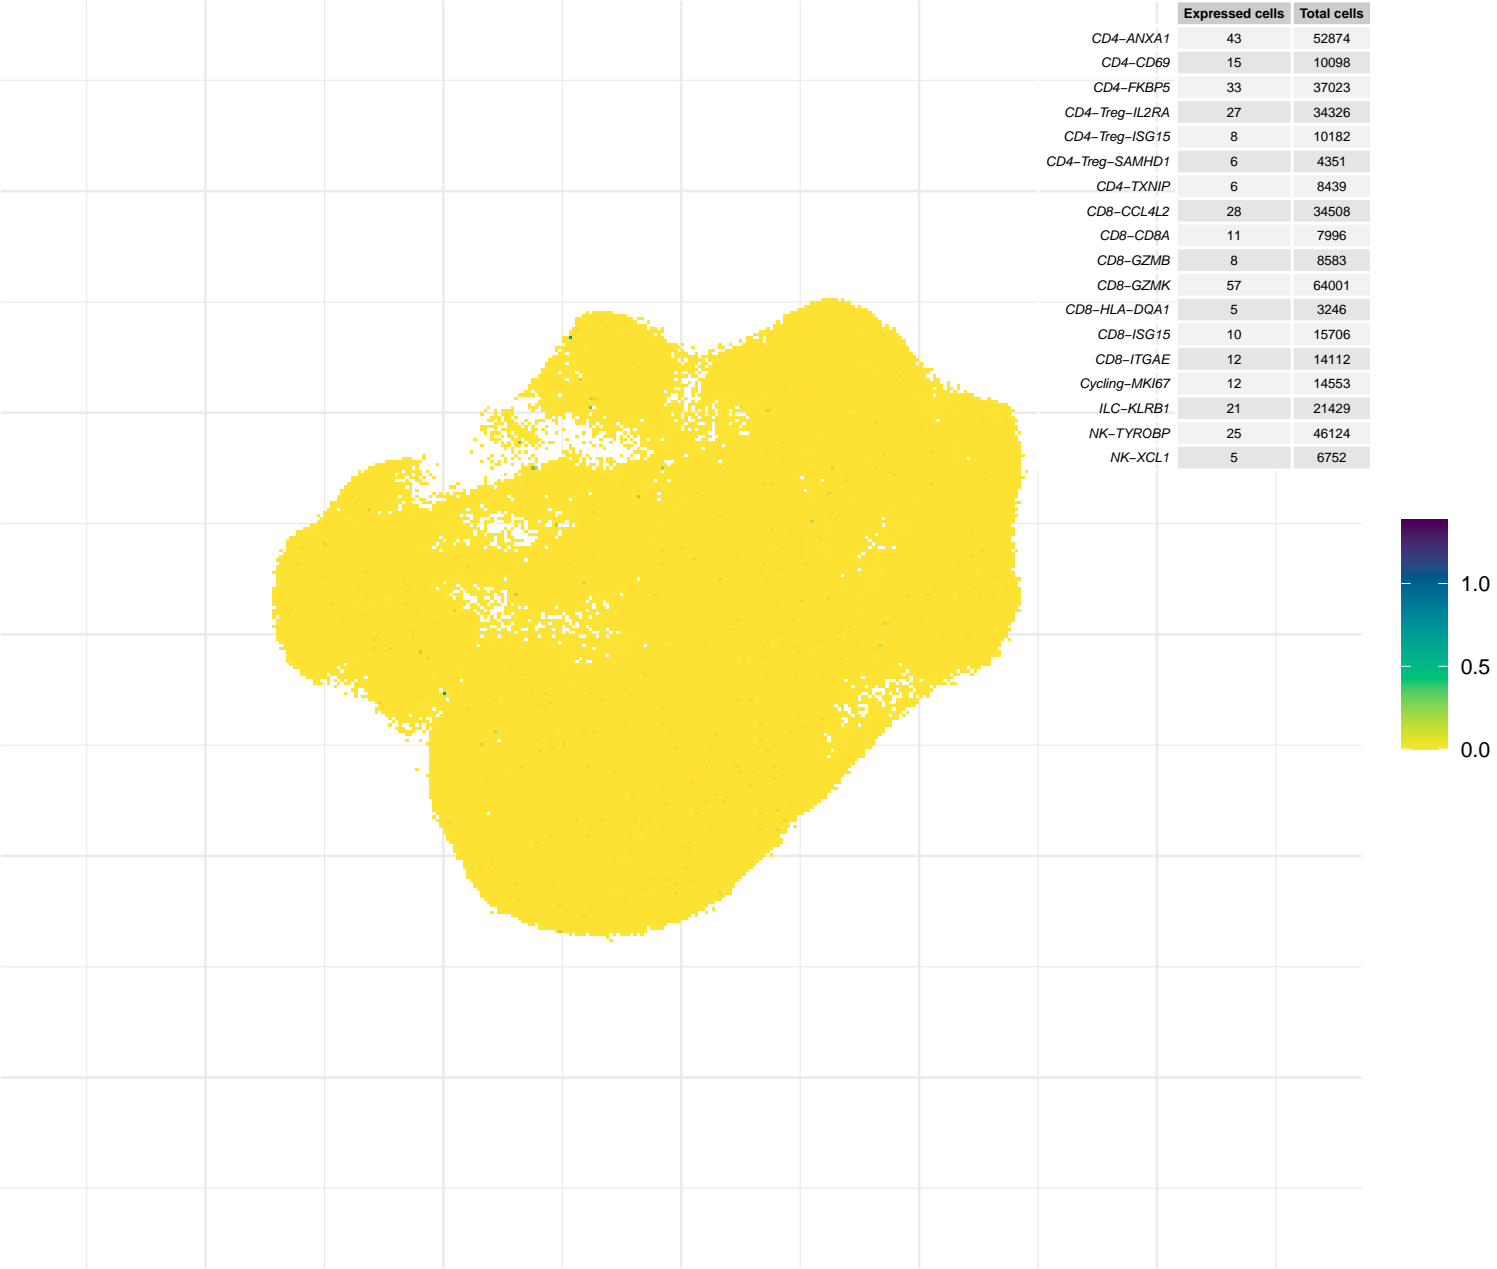 Expressed cells Total cells
CD4−ANXA1 43 52874
CD4−CD69 15 10098
CD4−FKBP5 33 37023
CD4−Treg−IL2RA 27 34326
CD4−Treg−ISG15 8 10182
CD4−Treg−SAMHD1 6 4351
CD4−TXNIP 6 8439
CD8−CCL4L2 28 34508
CD8−CD8A 11 7996
CD8−GZMB 8 8583
CD8−GZMK 57 64001
CD8−HLA−DQA1 5 3246
CD8−ISG15 10 15706
CD8−ITGAE 12 14112
Cycling−MKI67 12 14553
ILC−KLRB1 21 21429
NK−TYROBP 25 46124
NK−XCL1 5 6752
1.0
0.5
0.0